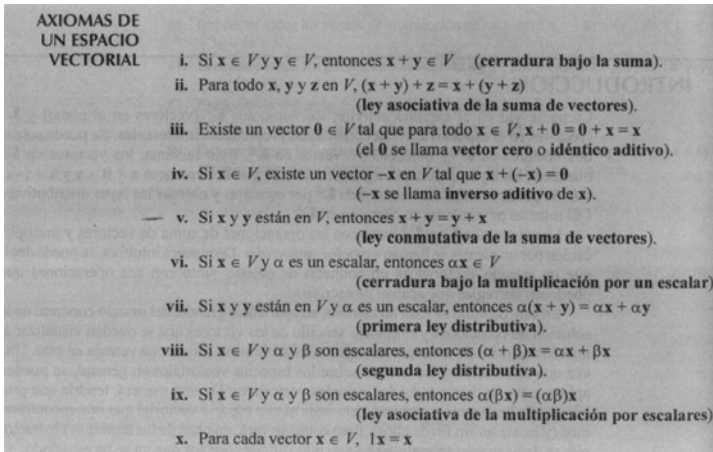 AXIOMAS DE
UN ESPACIO
VECTORIAL
i. Si x ∈ V y y ∈ V, entonces x + y ∈ V (cerradura bajo la suma).
ii. Para todo x, y y z en V, (x + y) + z = x + (y + z)
(ley asociativa de la suma de vectores).
iii. Existe un vector 0 ∈ V tal que para todo x ∈ V, x + 0 = 0 + x = x
(el 0 se llama vector cero o idéntico aditivo).
iv. Si x ∈ V, existe un vector −x en V tal que x + (−x) = 0
(−x se llama inverso aditivo de x).
v. Si x y y están en V, entonces x + y = y + x
(ley conmutativa de la suma de vectores).
vi. Si x ∈ V y α es un escalar, entonces αx ∈ V
(cerradura bajo la multiplicación por un escalar)
vii. Si x y y están en V y α es un escalar, entonces α(x + y) = αx + αy
(primera ley distributiva).
viii. Si x ∈ V y α y β son escalares, entonces (α + β)x = αx + βx
(segunda ley distributiva).
ix. Si x ∈ V y α y β son escalares, entonces α(βx) = (αβ)x
(ley asociativa de la multiplicación por escalares)
x. Para cada vector x ∈ V, 1x = x